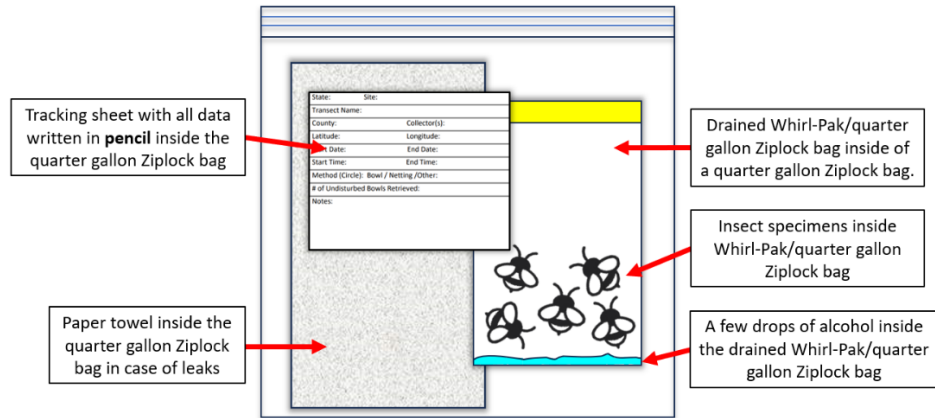 Tracking sheet with all data
written in pencil inside the
quarter gallon Ziplock bag
Paper towel inside the
quarter gallon Ziplock
bag in case of leaks
State: Site:
Transect Name:
County: Collector(s):
Latitude: Longitude:
Date: End Date:
Start Time: End Time:
Method (Circle): Bowl / Netting /Other:
# of Undisturbed Bowls Retrieved:
Notes:
Drained Whirl-Pak/quarter
gallon Ziplock bag inside of
a quarter gallon Ziplock bag.
Insect specimens inside
Whirl-Pak/quarter gallon
Ziplock bag
A few drops of alcohol inside
the drained Whirl-Pak/quarter
gallon Ziplock bag